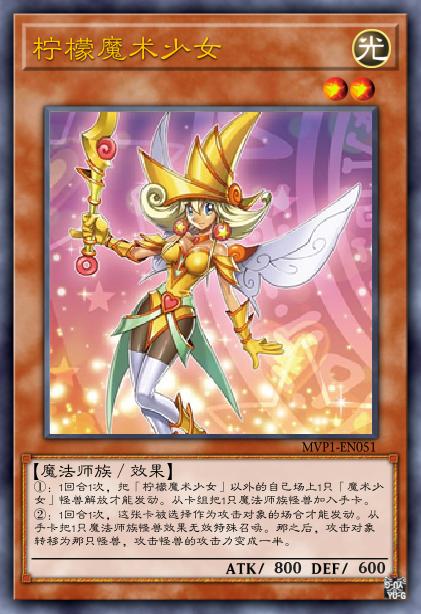 柠檬魔术少女
光
MVP1-EN051
【魔法师族／效果】
①：1回合1次，把「柠檬魔术少女」以外的自己场上1只「魔术少
女」怪兽解放才能发动。从卡组把1只魔法师族怪兽加入手卡。
②：1回合1次，这张卡被选择作为攻击对象的场合才能发动。从
手卡把1只魔法师族怪兽效果无效特殊召唤。那之后，攻击对象
转移为那只怪兽，攻击怪兽的攻击力变成一半。
ATK/ 800 DEF/ 600